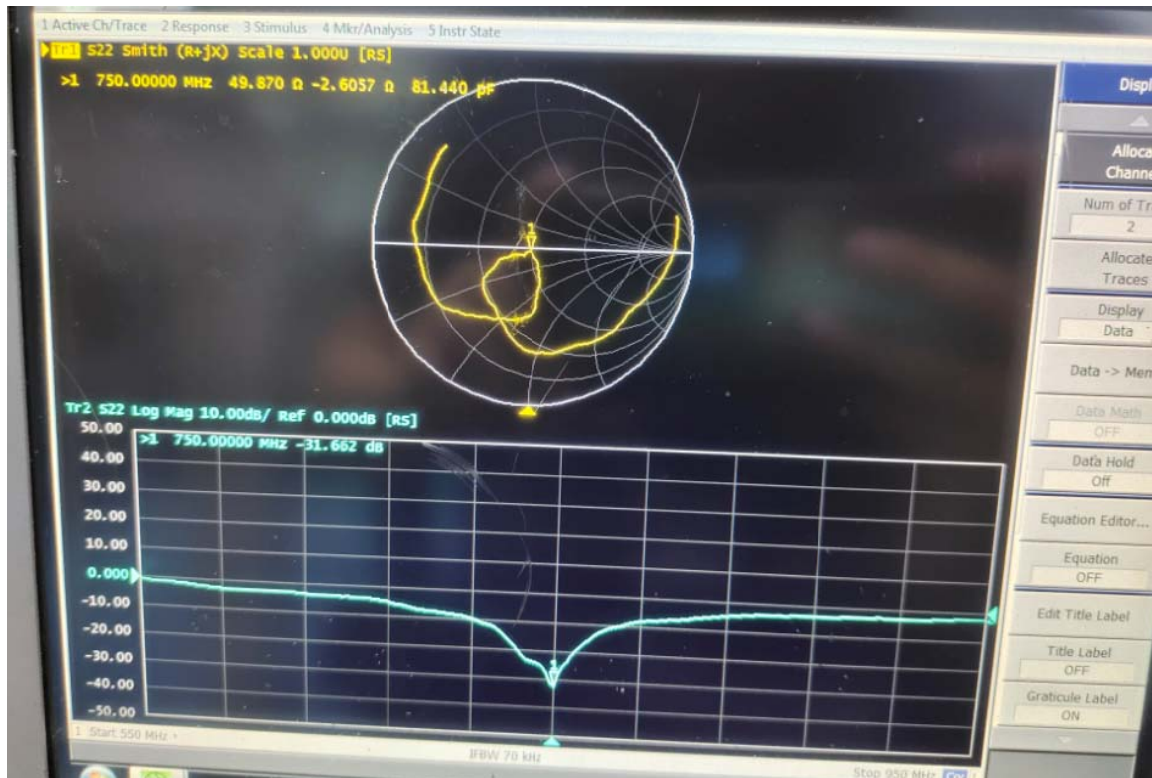 1 Active Ch/Trace 2 Response 3 Stimulus 4 Mkr/Analysis 5 Instr State
Tr1 S22 Smith (R+jX) Scale 1.000U [RS]
>1 750.00000 MHz 49.870 Ω -2.6057 Ω 81.440 pF
1
Tr2 S22 Log Mag 10.00dB/ Ref 0.000dB [RS]
>1 750.00000 MHz -31.662 dB
50.00
40.00
30.00
20.00
10.00
0.000
-10.00
-20.00
-30.00
-40.00
-50.00
1
1 Start 550 MHz
IFBW 70 kHz
Stop 950 MHz Cor
Displ
Alloca
Channe
Num of Tr
2
Allocate
Traces
Display
Data
Data -> Mem
Data Math
OFF
Data Hold
Off
Equation Editor...
Equation
OFF
Edit Title Label
Title Label
OFF
Graticule Label
ON